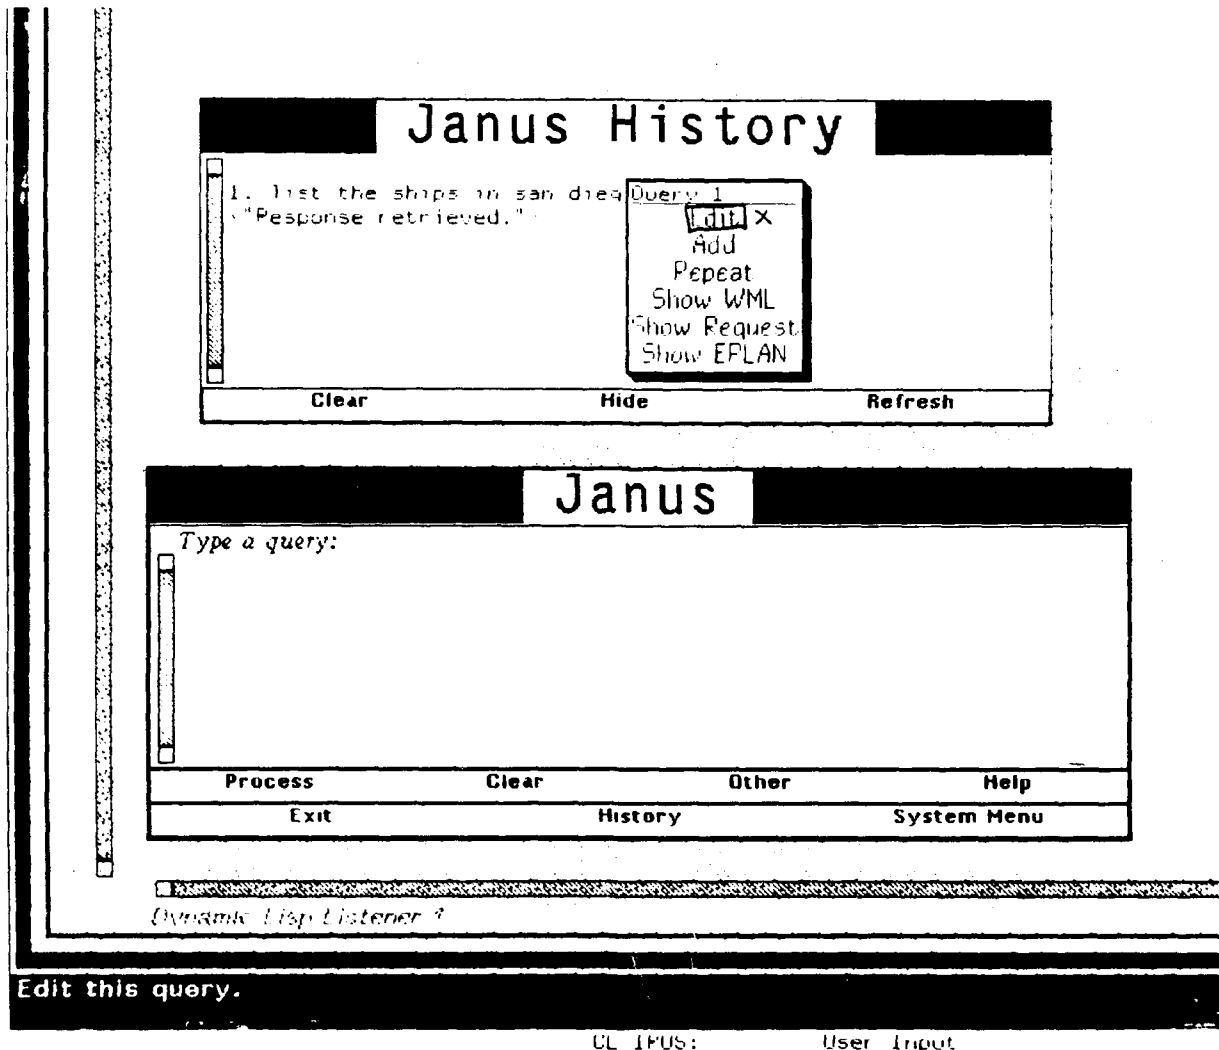 Janus History
1. list the ships in san dieg
"Response retrieved."
Query 1
Edit X
Add
Repeat
Show WML
Show Request
Show EPLAN
Clear Hide Refresh
Janus
Type a query:
Process Clear Other Help
Exit History System Menu
Dynamic Lisp Listener 1
Edit this query.
CL User Input